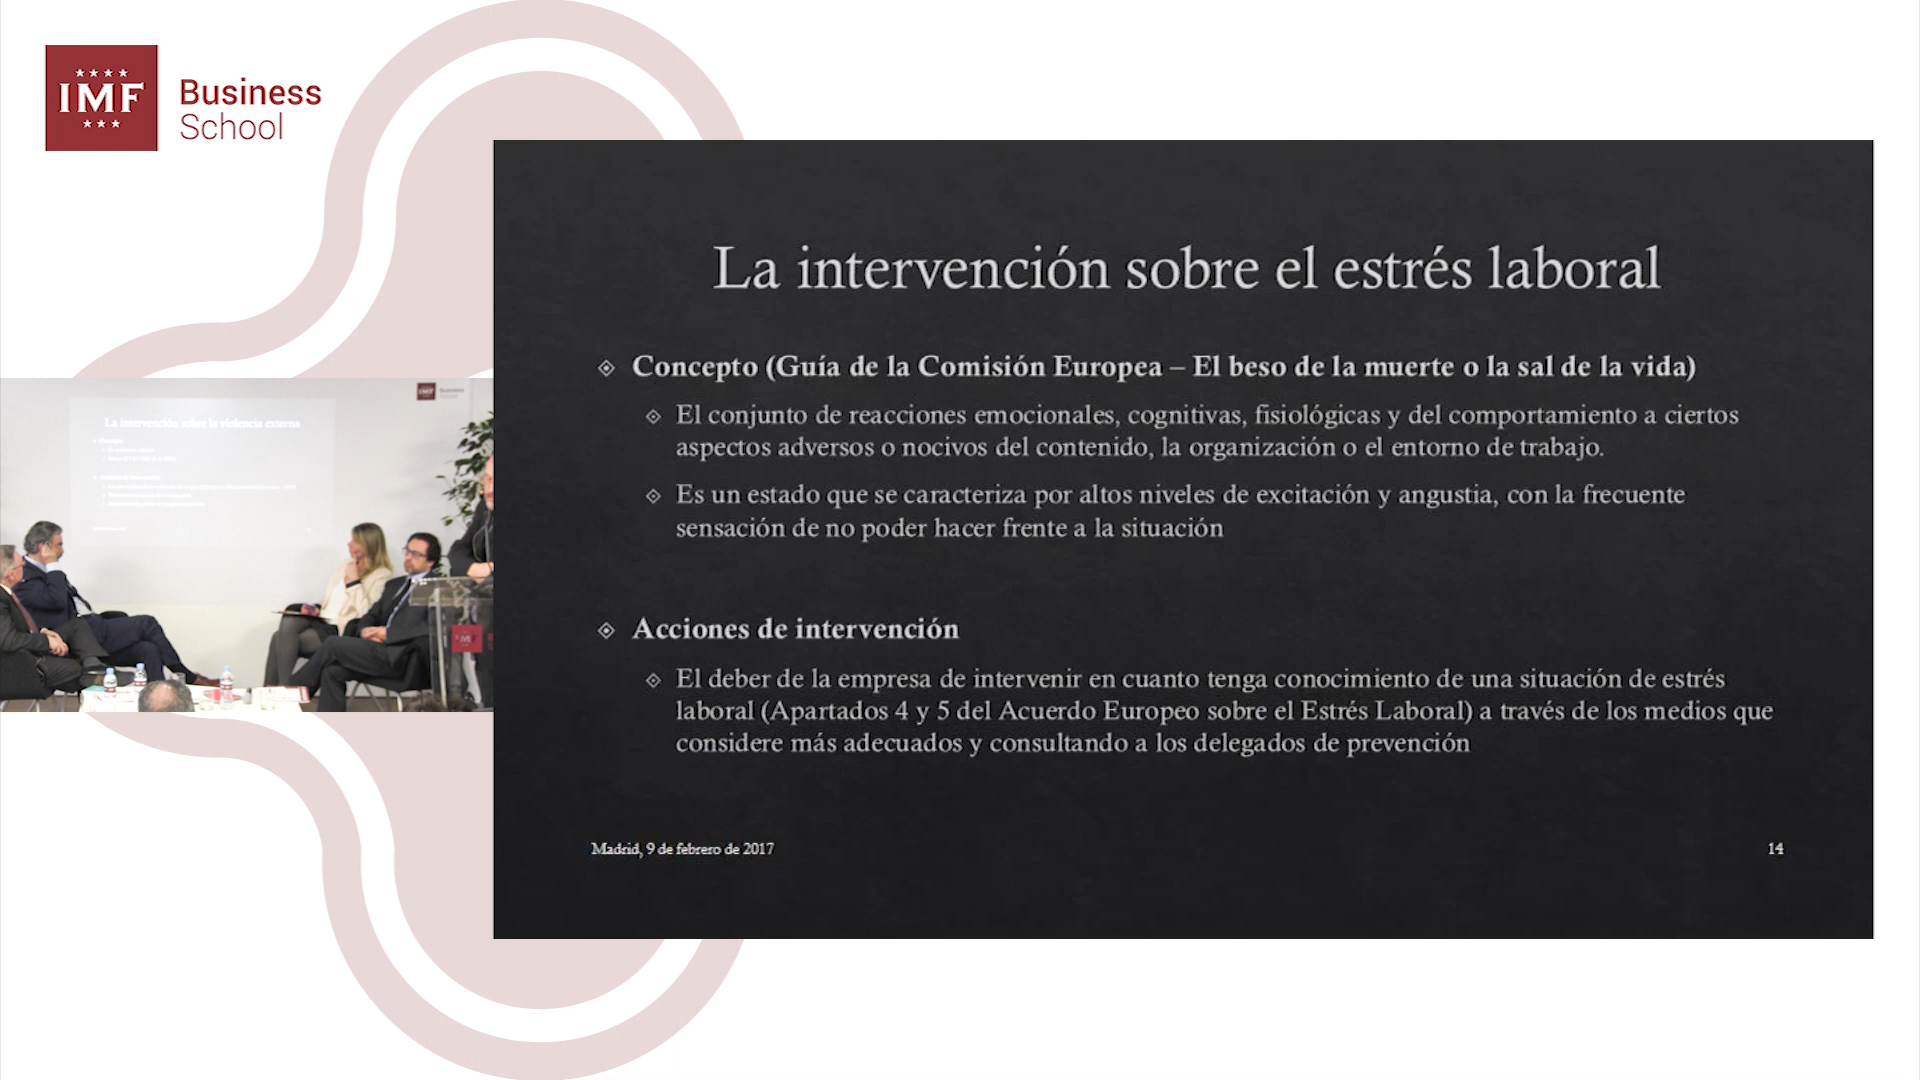 IMF
Business
School
La intervención sobre el estrés laboral
Concepto (Guía de la Comisión Europea – El beso de la muerte o la sal de la vida)
El conjunto de reacciones emocionales, cognitivas, fisiológicas y del comportamiento a ciertos
aspectos adversos o nocivos del contenido, la organización o el entorno de trabajo.
Es un estado que se caracteriza por altos niveles de excitación y angustia, con la frecuente
sensación de no poder hacer frente a la situación
Acciones de intervención
El deber de la empresa de intervenir en cuanto tenga conocimiento de una situación de estrés
laboral (Apartados 4 y 5 del Acuerdo Europeo sobre el Estrés Laboral) a través de los medios que
considere más adecuados y consultando a los delegados de prevención
Madrid, 9 de febrero de 2017
14
La intervención sobre la violencia externa